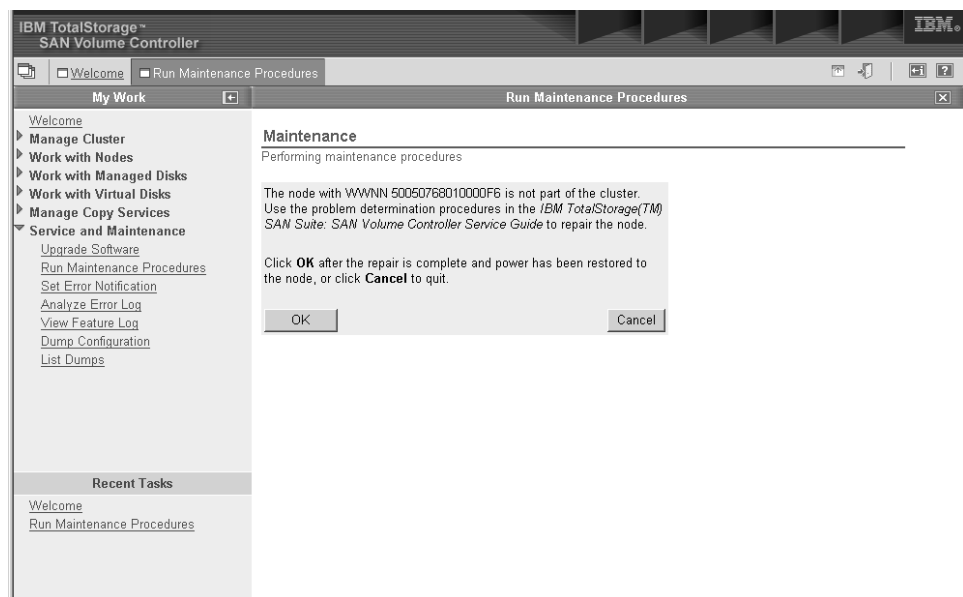 IBM TotalStorage™
SAN Volume Controller
IBM®
Welcome
Run Maintenance Procedures
My Work
Run Maintenance Procedures
Welcome
Manage Cluster
Work with Nodes
Work with Managed Disks
Work with Virtual Disks
Manage Copy Services
Service and Maintenance
Upgrade Software
Run Maintenance Procedures
Set Error Notification
Analyze Error Log
View Feature Log
Dump Configuration
List Dumps
Recent Tasks
Welcome
Run Maintenance Procedures
Maintenance
Performing maintenance procedures
The node with WWNN 50050768010000F6 is not part of the cluster.
Use the problem determination procedures in the IBM TotalStorage(TM)
SAN Suite: SAN Volume Controller Service Guide to repair the node.
Click OK after the repair is complete and power has been restored to
the node, or click Cancel to quit.
OK
Cancel